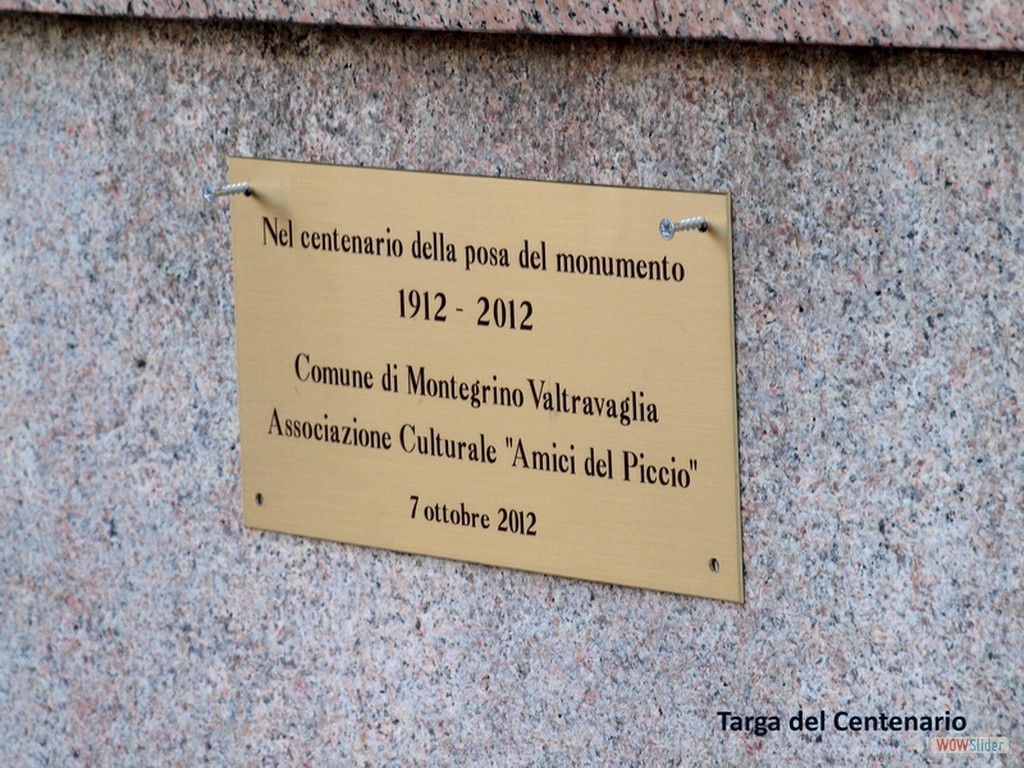 Nel centenario della posa del monumento
1912 - 2012
Comune di Montegrino Valtravaglia
Associazione Culturale "Amici del Piccio"
7 ottobre 2012
Targa del Centenario
WOWSlider